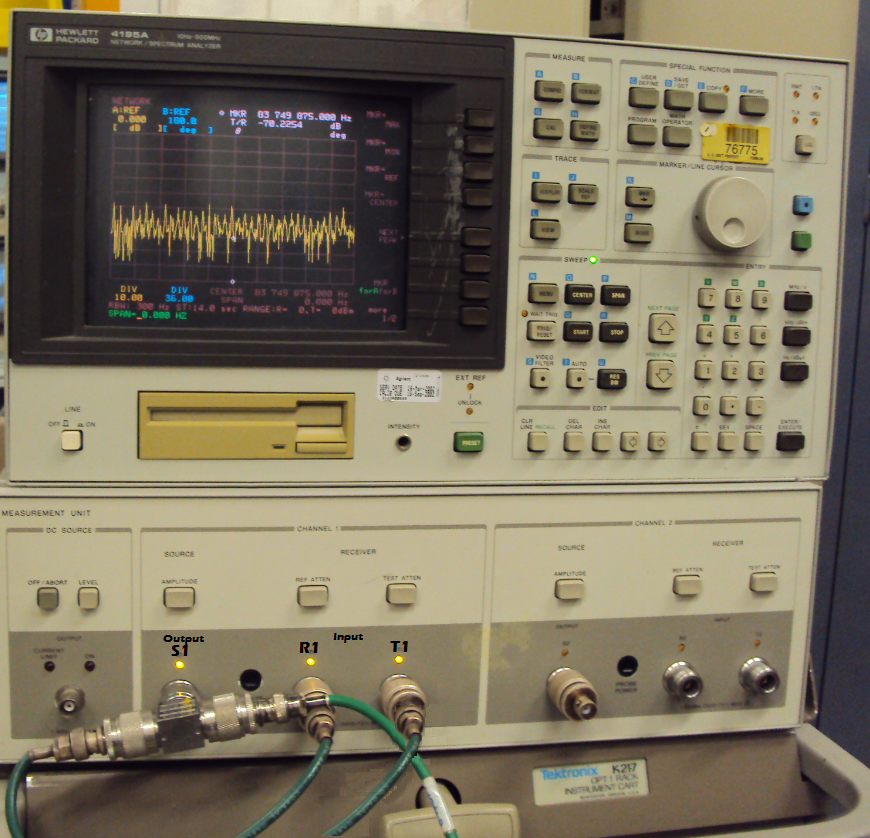 hp HEWLETT PACKARD 4195A 10Hz-500MHz
NETWORK/SPECTRUM ANALYZER
NETWORK
A:REF B:REF MKR 83 749 875.000 Hz
0.000 180.0 T/R -70.2254 dB
[ dB ] [ deg ] θ deg
MKR→ MAX
MKR→ MIN
MKR→ REF
MKR→ CENTER
NEXT PEAK
MKR
more 1/2
DIV DIV CENTER 83 749 875.000 Hz
10.00 36.00 SPAN 0.000 Hz
RBW: 300 Hz ST:14.0 sec RANGE:R= 0,T= 0dBm
SPAN=_0.000 HZ
MEASURE
CONFIG FORMAT
CAL
SPECIAL FUNCTION
USER DEFINE SAVE /GET COPY MORE
PROGRAM MATH OPERATOR
76775
TRACE
DISPLAY SCALE REF
VIEW
MARKER/LINE CURSOR
MKR
MODE
SWEEP
MENU CENTER SPAN
WAIT TRIG
START STOP
VIDEO FILTER AUTO RES BW
NEXT PAGE
PREV PAGE
ENTRY
7 8 9
4 5 6
1 2 3
0 . -
ENTER/ EXECUTE
EDIT
CLR LINE RECALL DEL CHAR INS CHAR
SPACE
LINE
OFF ON
Agilent
EXT REF
UNLOCK
INTENSITY
PRESET
MEASUREMENT UNIT
DC SOURCE
OFF/ABORT LEVEL
OUTPUT
CURRENT LIMIT ON
CHANNEL 1
SOURCE RECEIVER
AMPLITUDE REF ATTEN TEST ATTEN
Output Input
S1 R1 T1
CHANNEL 2
SOURCE RECEIVER
AMPLITUDE REF ATTEN TEST ATTEN
OUTPUT INPUT
PROBE POWER
Tektronix K217
OPT 1 RACK
INSTRUMENT CART